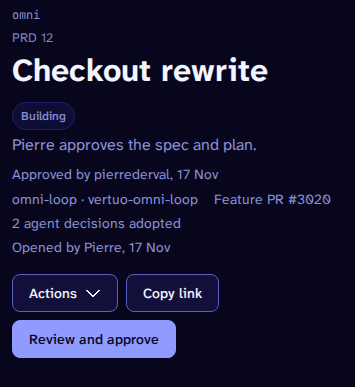 omni
PRD 12
Checkout rewrite
Building
Pierre approves the spec and plan.
Approved by pierrederval, 17 Nov
omni-loop · vertuo-omni-loop Feature PR #3020
2 agent decisions adopted
Opened by Pierre, 17 Nov
Actions Copy link
Review and approve